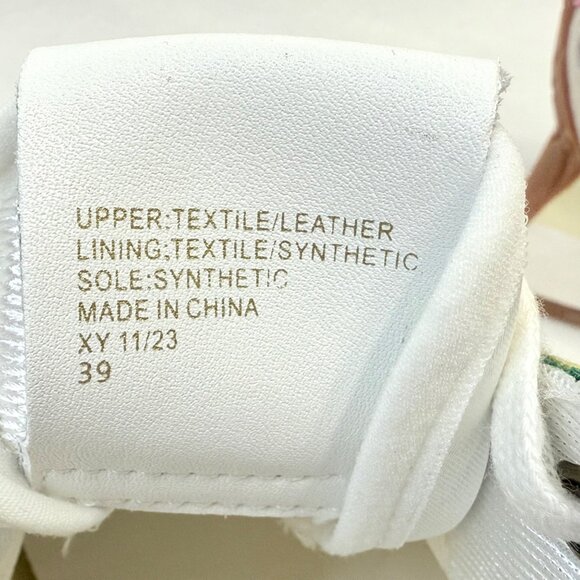 UPPER:TEXTILE/LEATHER
LINING:TEXTILE/SYNTHETIC
SOLE:SYNTHETIC
MADE IN CHINA
XY 11/23
39